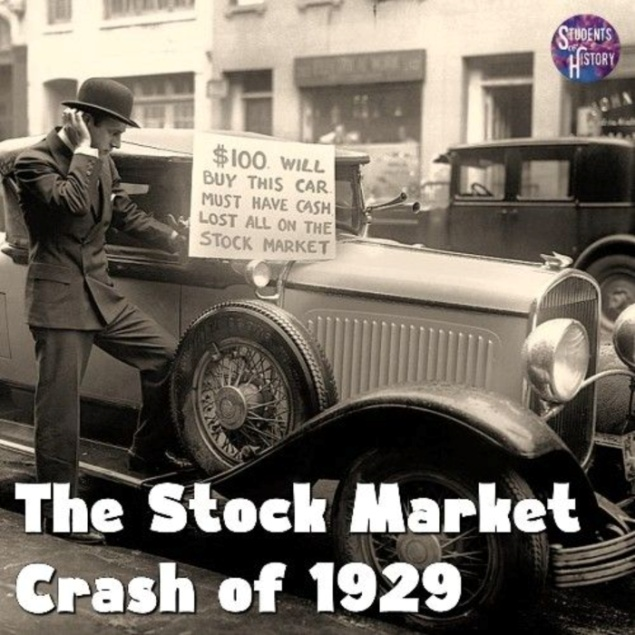 STUDENTS
OF
HISTORY
$100. WILL
BUY THIS CAR.
MUST HAVE CASH
LOST ALL ON THE
STOCK MARKET
The Stock Market
Crash of 1929